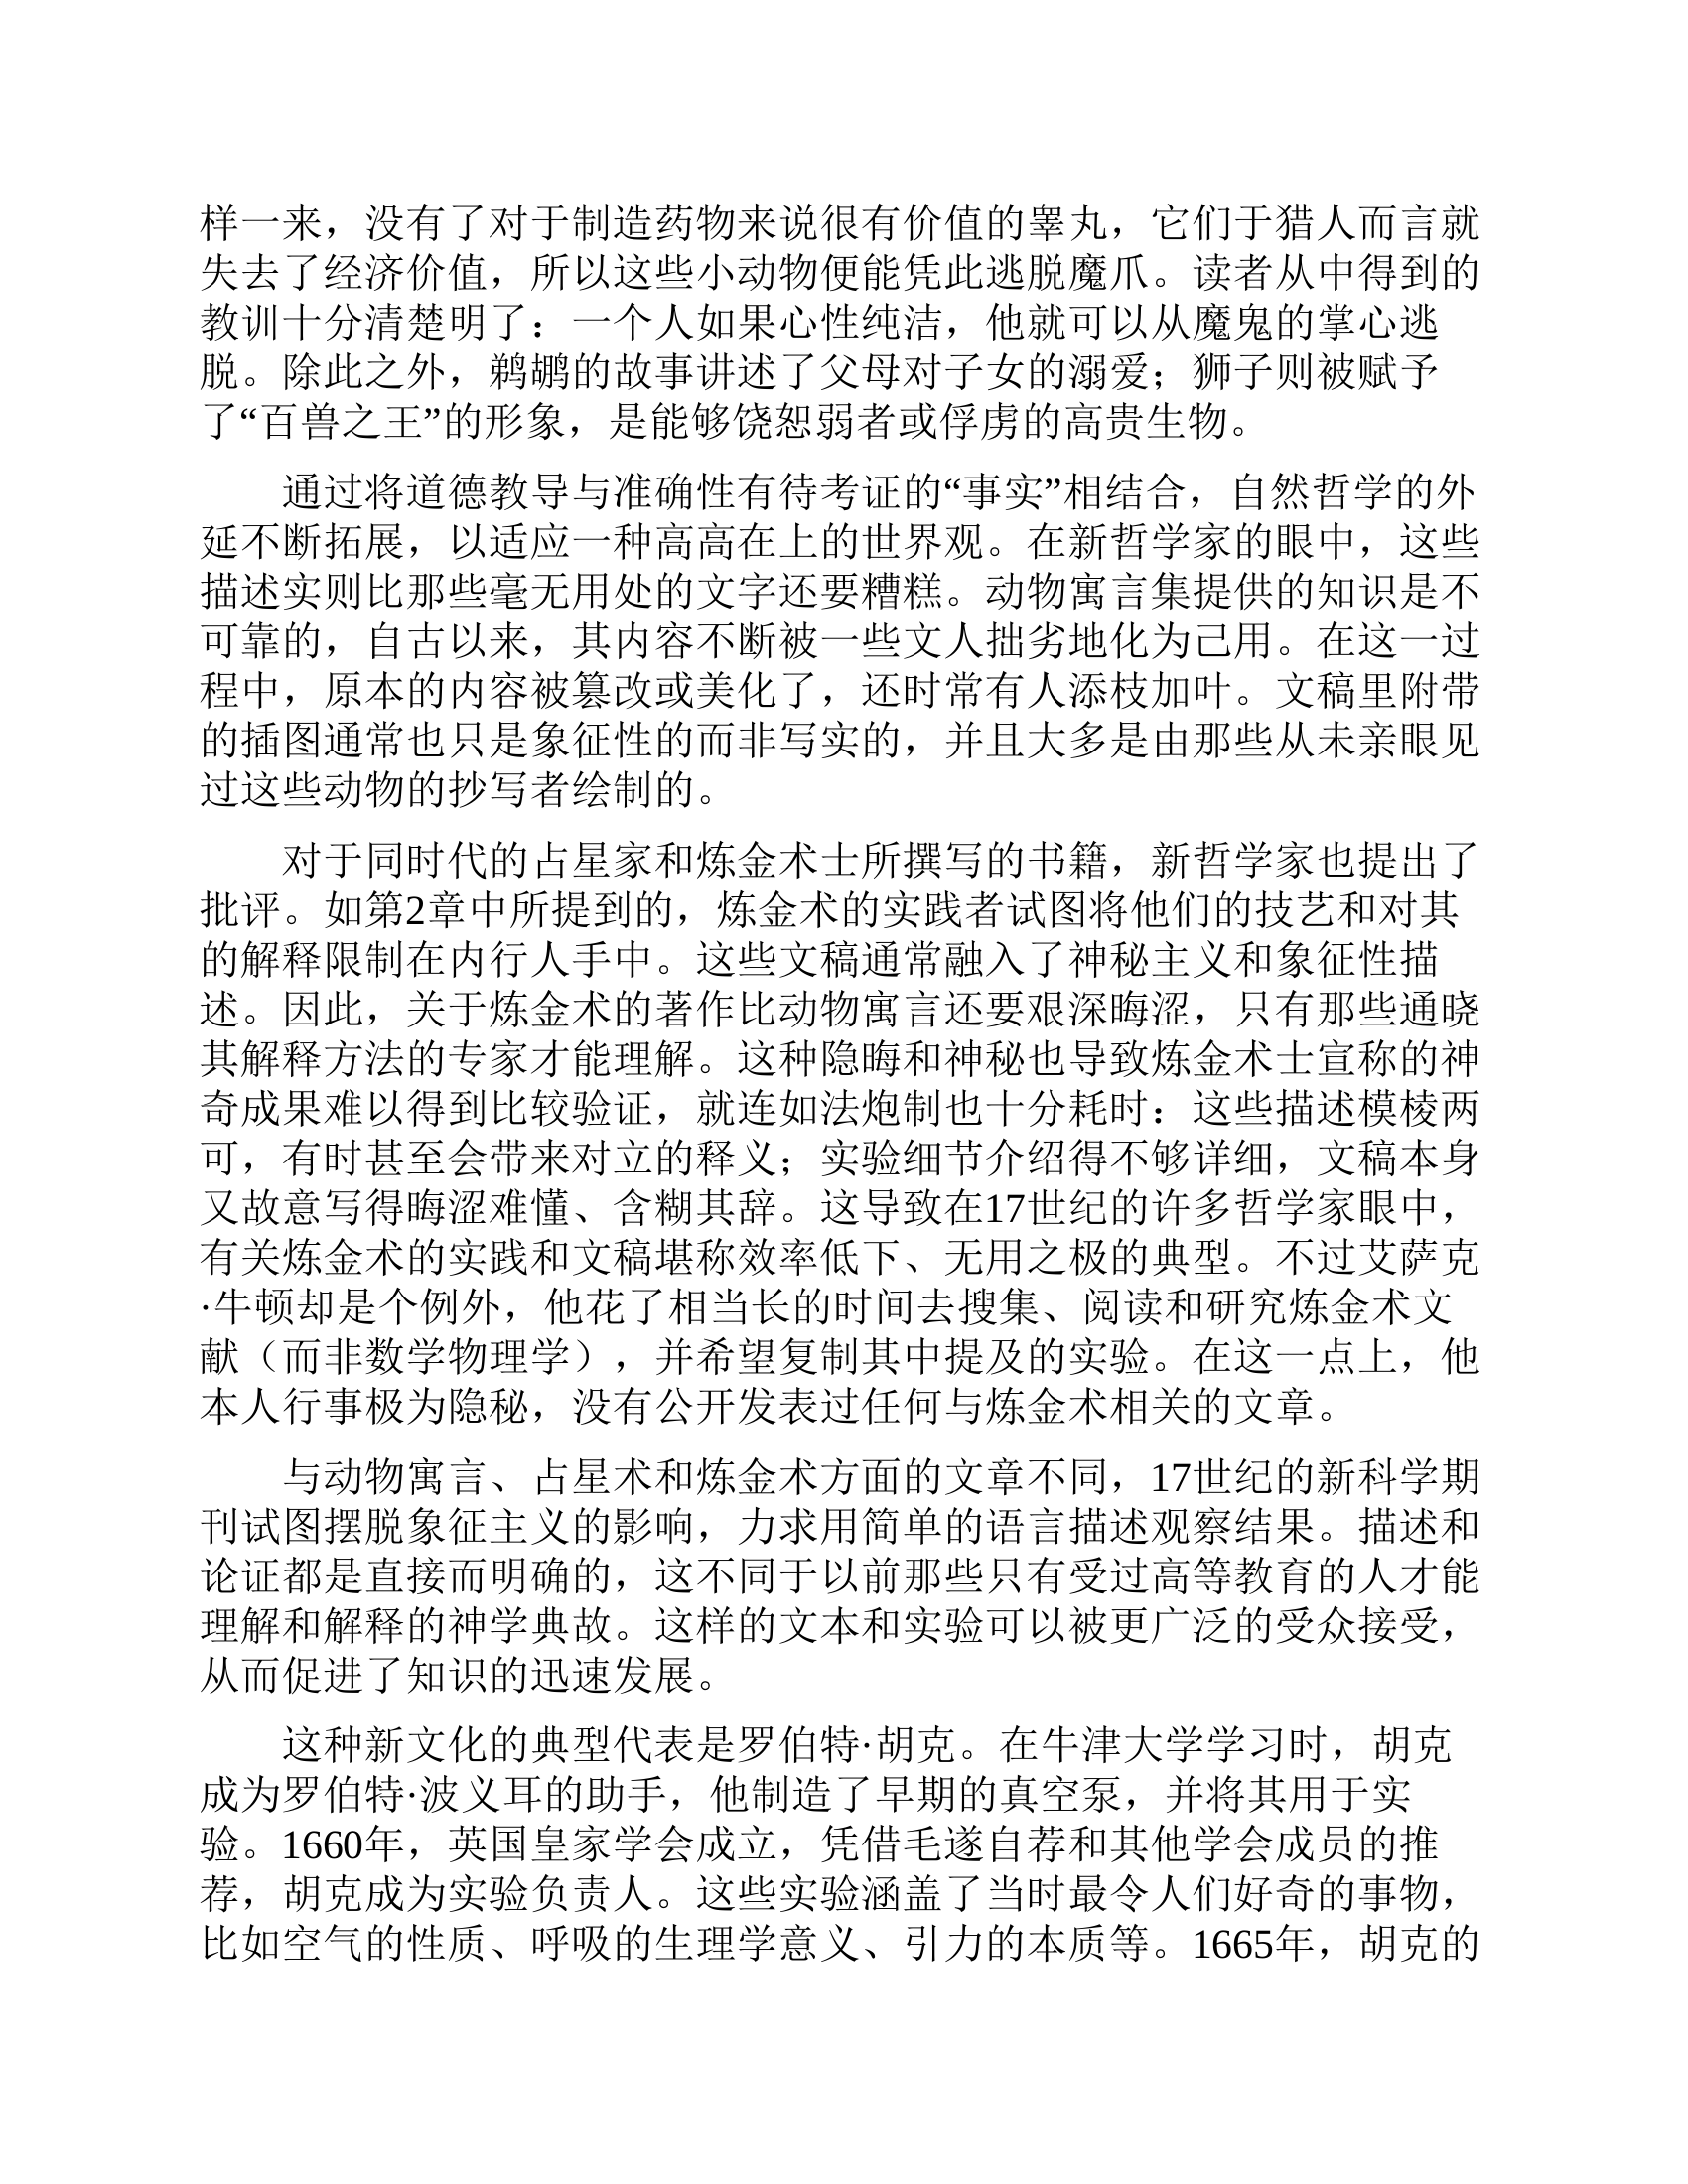 样一来，没有了对于制造药物来说很有价值的睾丸，它们于猎人而言就
失去了经济价值，所以这些小动物便能凭此逃脱魔爪。读者从中得到的
教训十分清楚明了：一个人如果心性纯洁，他就可以从魔鬼的掌心逃
脱。除此之外，鹈鹕的故事讲述了父母对子女的溺爱；狮子则被赋予
了“百兽之王”的形象，是能够饶恕弱者或俘虏的高贵生物。
通过将道德教导与准确性有待考证的“事实”相结合，自然哲学的外
延不断拓展，以适应一种高高在上的世界观。在新哲学家的眼中，这些
描述实则比那些毫无用处的文字还要糟糕。动物寓言集提供的知识是不
可靠的，自古以来，其内容不断被一些文人拙劣地化为己用。在这一过
程中，原本的内容被篡改或美化了，还时常有人添枝加叶。文稿里附带
的插图通常也只是象征性的而非写实的，并且大多是由那些从未亲眼见
过这些动物的抄写者绘制的。
对于同时代的占星家和炼金术士所撰写的书籍，新哲学家也提出了
批评。如第2章中所提到的，炼金术的实践者试图将他们的技艺和对其
的解释限制在内行人手中。这些文稿通常融入了神秘主义和象征性描
述。因此，关于炼金术的著作比动物寓言还要艰深晦涩，只有那些通晓
其解释方法的专家才能理解。这种隐晦和神秘也导致炼金术士宣称的神
奇成果难以得到比较验证，就连如法炮制也十分耗时：这些描述模棱两
可，有时甚至会带来对立的释义；实验细节介绍得不够详细，文稿本身
又故意写得晦涩难懂、含糊其辞。这导致在17世纪的许多哲学家眼中，
有关炼金术的实践和文稿堪称效率低下、无用之极的典型。不过艾萨克
·牛顿却是个例外，他花了相当长的时间去搜集、阅读和研究炼金术文
献（而非数学物理学），并希望复制其中提及的实验。在这一点上，他
本人行事极为隐秘，没有公开发表过任何与炼金术相关的文章。
与动物寓言、占星术和炼金术方面的文章不同，17世纪的新科学期
刊试图摆脱象征主义的影响，力求用简单的语言描述观察结果。描述和
论证都是直接而明确的，这不同于以前那些只有受过高等教育的人才能
理解和解释的神学典故。这样的文本和实验可以被更广泛的受众接受，
从而促进了知识的迅速发展。
这种新文化的典型代表是罗伯特·胡克。在牛津大学学习时，胡克
成为罗伯特·波义耳的助手，他制造了早期的真空泵，并将其用于实
验。1660年，英国皇家学会成立，凭借毛遂自荐和其他学会成员的推
荐，胡克成为实验负责人。这些实验涵盖了当时最令人们好奇的事物，
比如空气的性质、呼吸的生理学意义、引力的本质等。1665年，胡克的